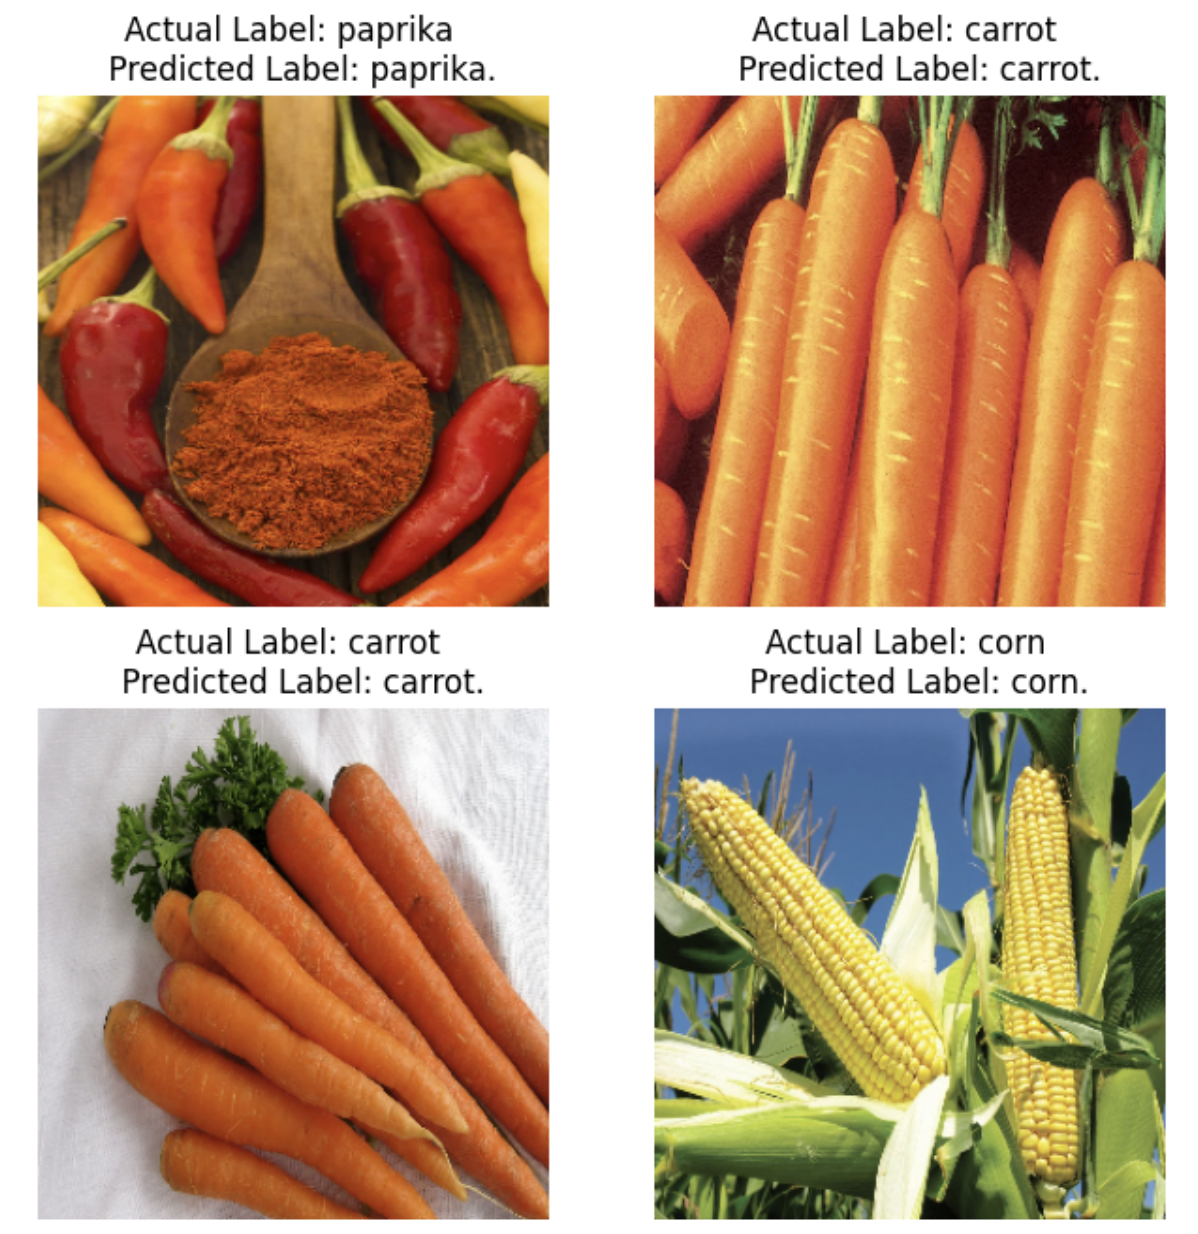 Actual Label: paprika
Predicted Label: paprika.
Actual Label: carrot
Predicted Label: carrot.
Actual Label: carrot
Predicted Label: carrot.
Actual Label: corn
Predicted Label: corn.